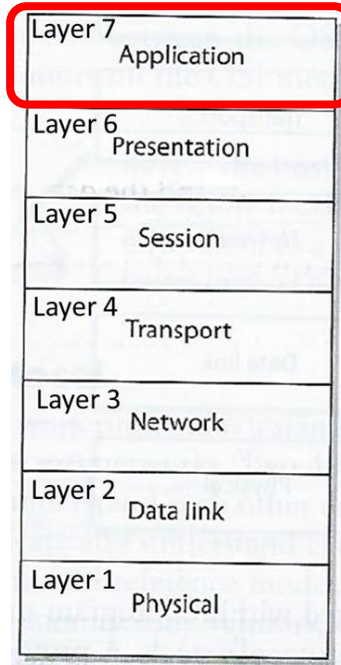 Layer 7
Application
Layer 6
Presentation
Layer 5
Session
Layer 4
Transport
Layer 3
Network
Layer 2
Data link
Layer 1
Physical